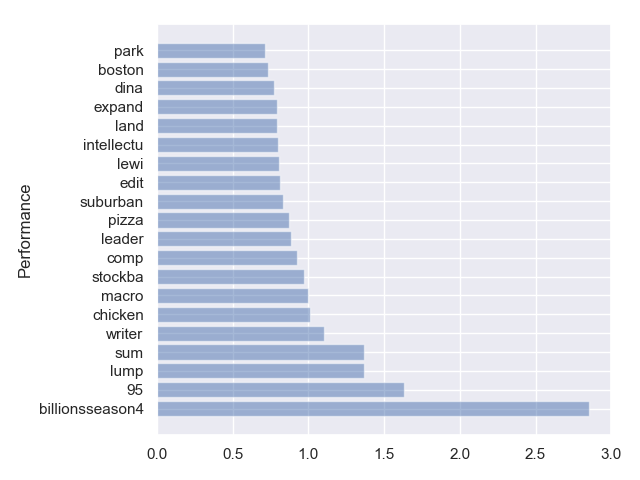 park
boston
dina
expand
land
intellectu
lewi
edit
suburban
pizza
leader
comp
stockba
macro
chicken
writer
sum
lump
95
billionsseason4
Performance
0.0 0.5 1.0 1.5 2.0 2.5 3.0